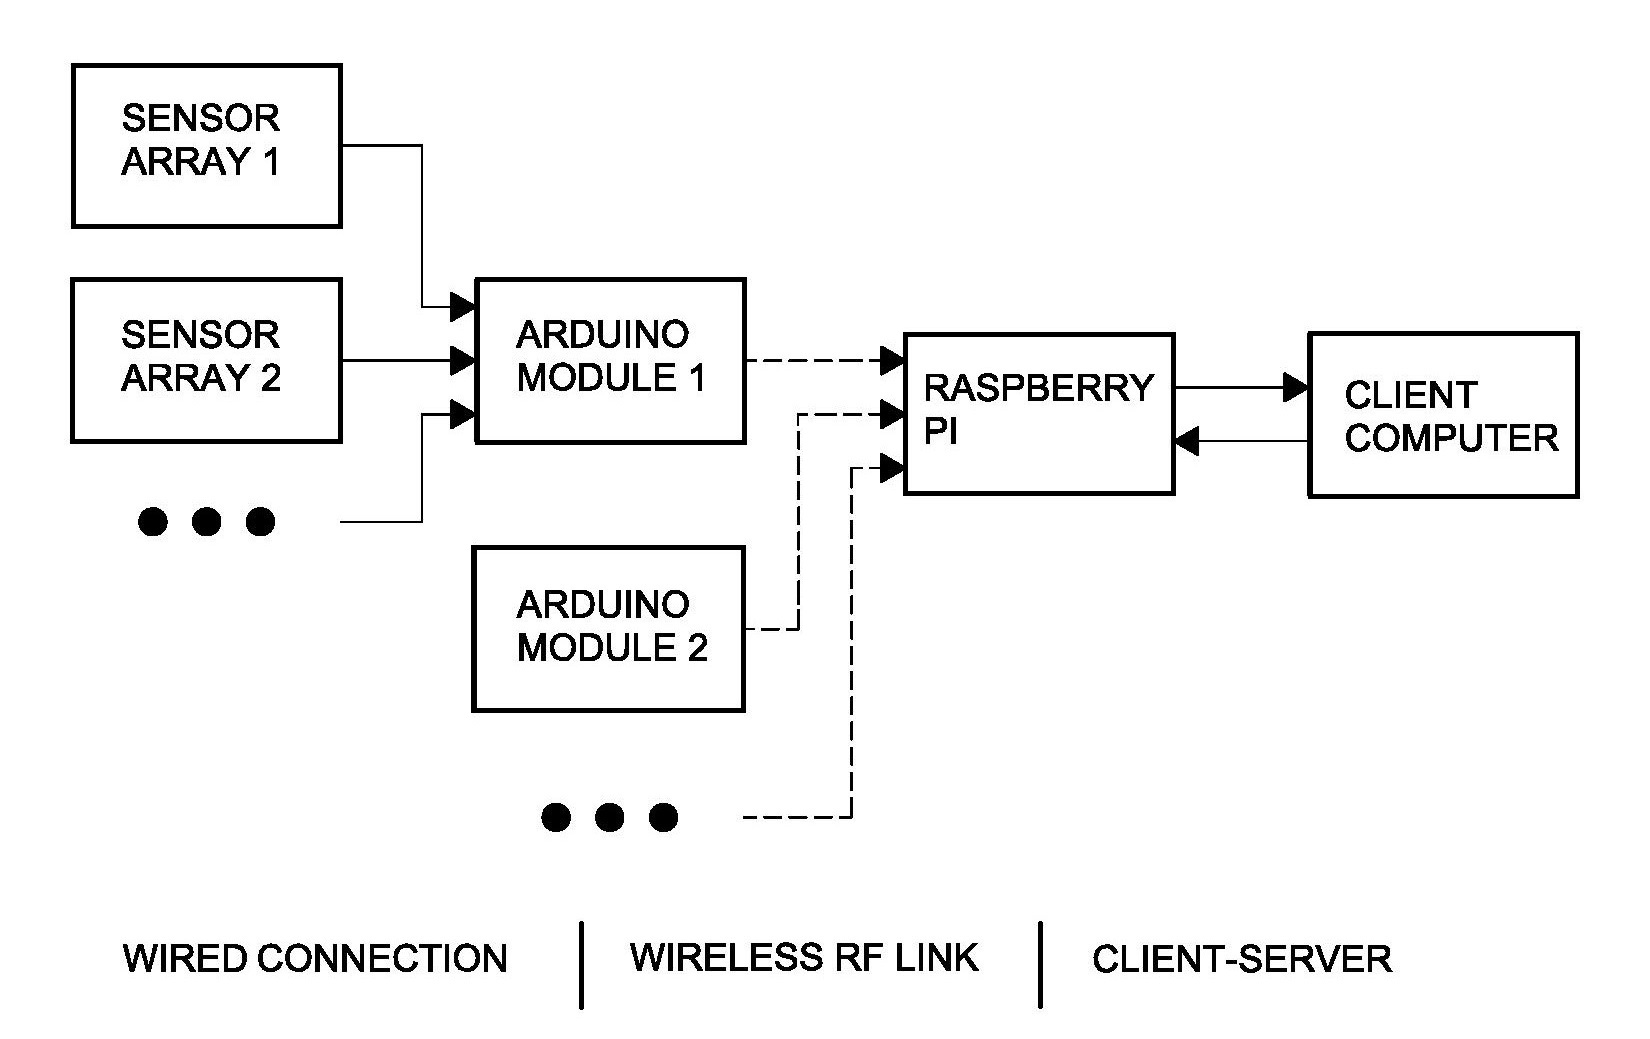 SENSOR
ARRAY 1
SENSOR
ARRAY 2
ARDUINO
MODULE 1
ARDUINO
MODULE 2
RASPBERRY
PI
CLIENT
COMPUTER
WIRED CONNECTION
WIRELESS RF LINK
CLIENT-SERVER